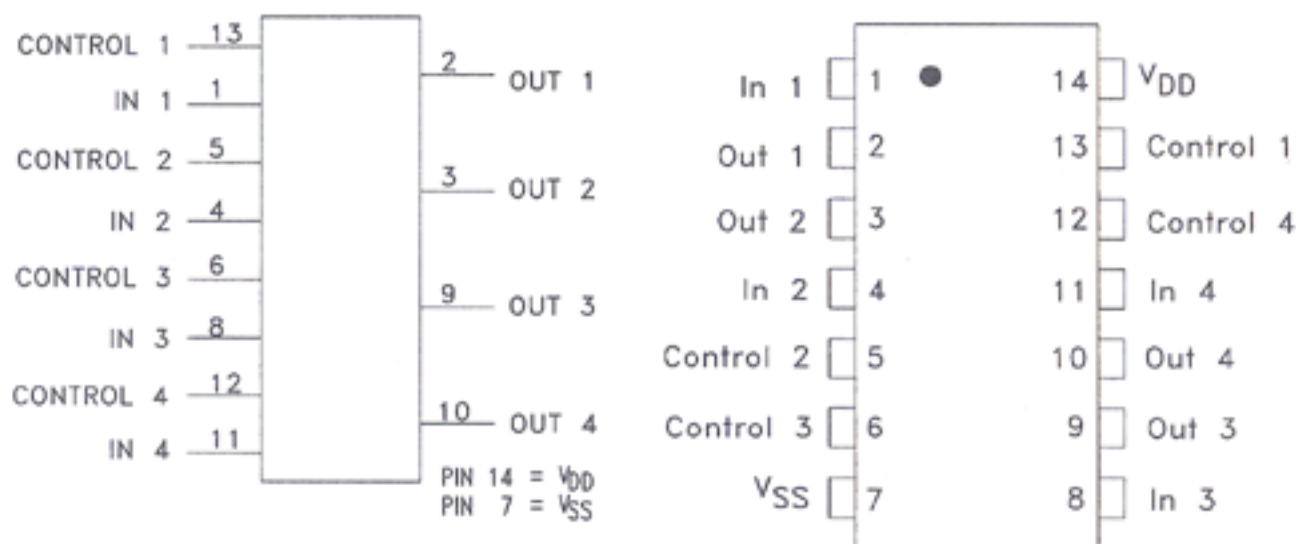 CONTROL 1 13
IN 1 1
CONTROL 2 5
IN 2 4
CONTROL 3 6
IN 3 8
CONTROL 4 12
IN 4 11
2 OUT 1
3 OUT 2
9 OUT 3
10 OUT 4
PIN 14 = VDD
PIN 7 = VSS
In 1 1 14 VDD
Out 1 2 13 Control 1
Out 2 3 12 Control 4
In 2 4 11 In 4
Control 2 5 10 Out 4
Control 3 6 9 Out 3
VSS 7 8 In 3